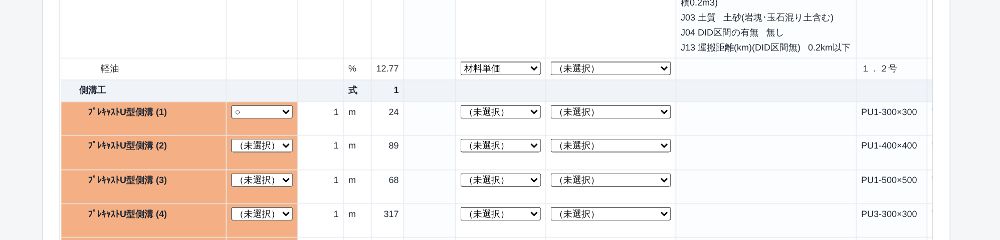 積0.2m3)
J03 土質 土砂(岩塊･玉石混り土含む)
J04 DID区間の有無 無し
J13 運搬距離(km)(DID区間無) 0.2km以下
軽油 % 12.77 材料単価 （未選択） １．２号
側溝工 式 1
ﾌﾟﾚｷｬｽﾄU型側溝 (1) ○ 1 m 24 （未選択） （未選択） PU1-300×300
ﾌﾟﾚｷｬｽﾄU型側溝 (2) （未選択） 1 m 89 （未選択） （未選択） PU1-400×400
ﾌﾟﾚｷｬｽﾄU型側溝 (3) （未選択） 1 m 68 （未選択） （未選択） PU1-500×500
ﾌﾟﾚｷｬｽﾄU型側溝 (4) （未選択） 1 m 317 （未選択） （未選択） PU3-300×300